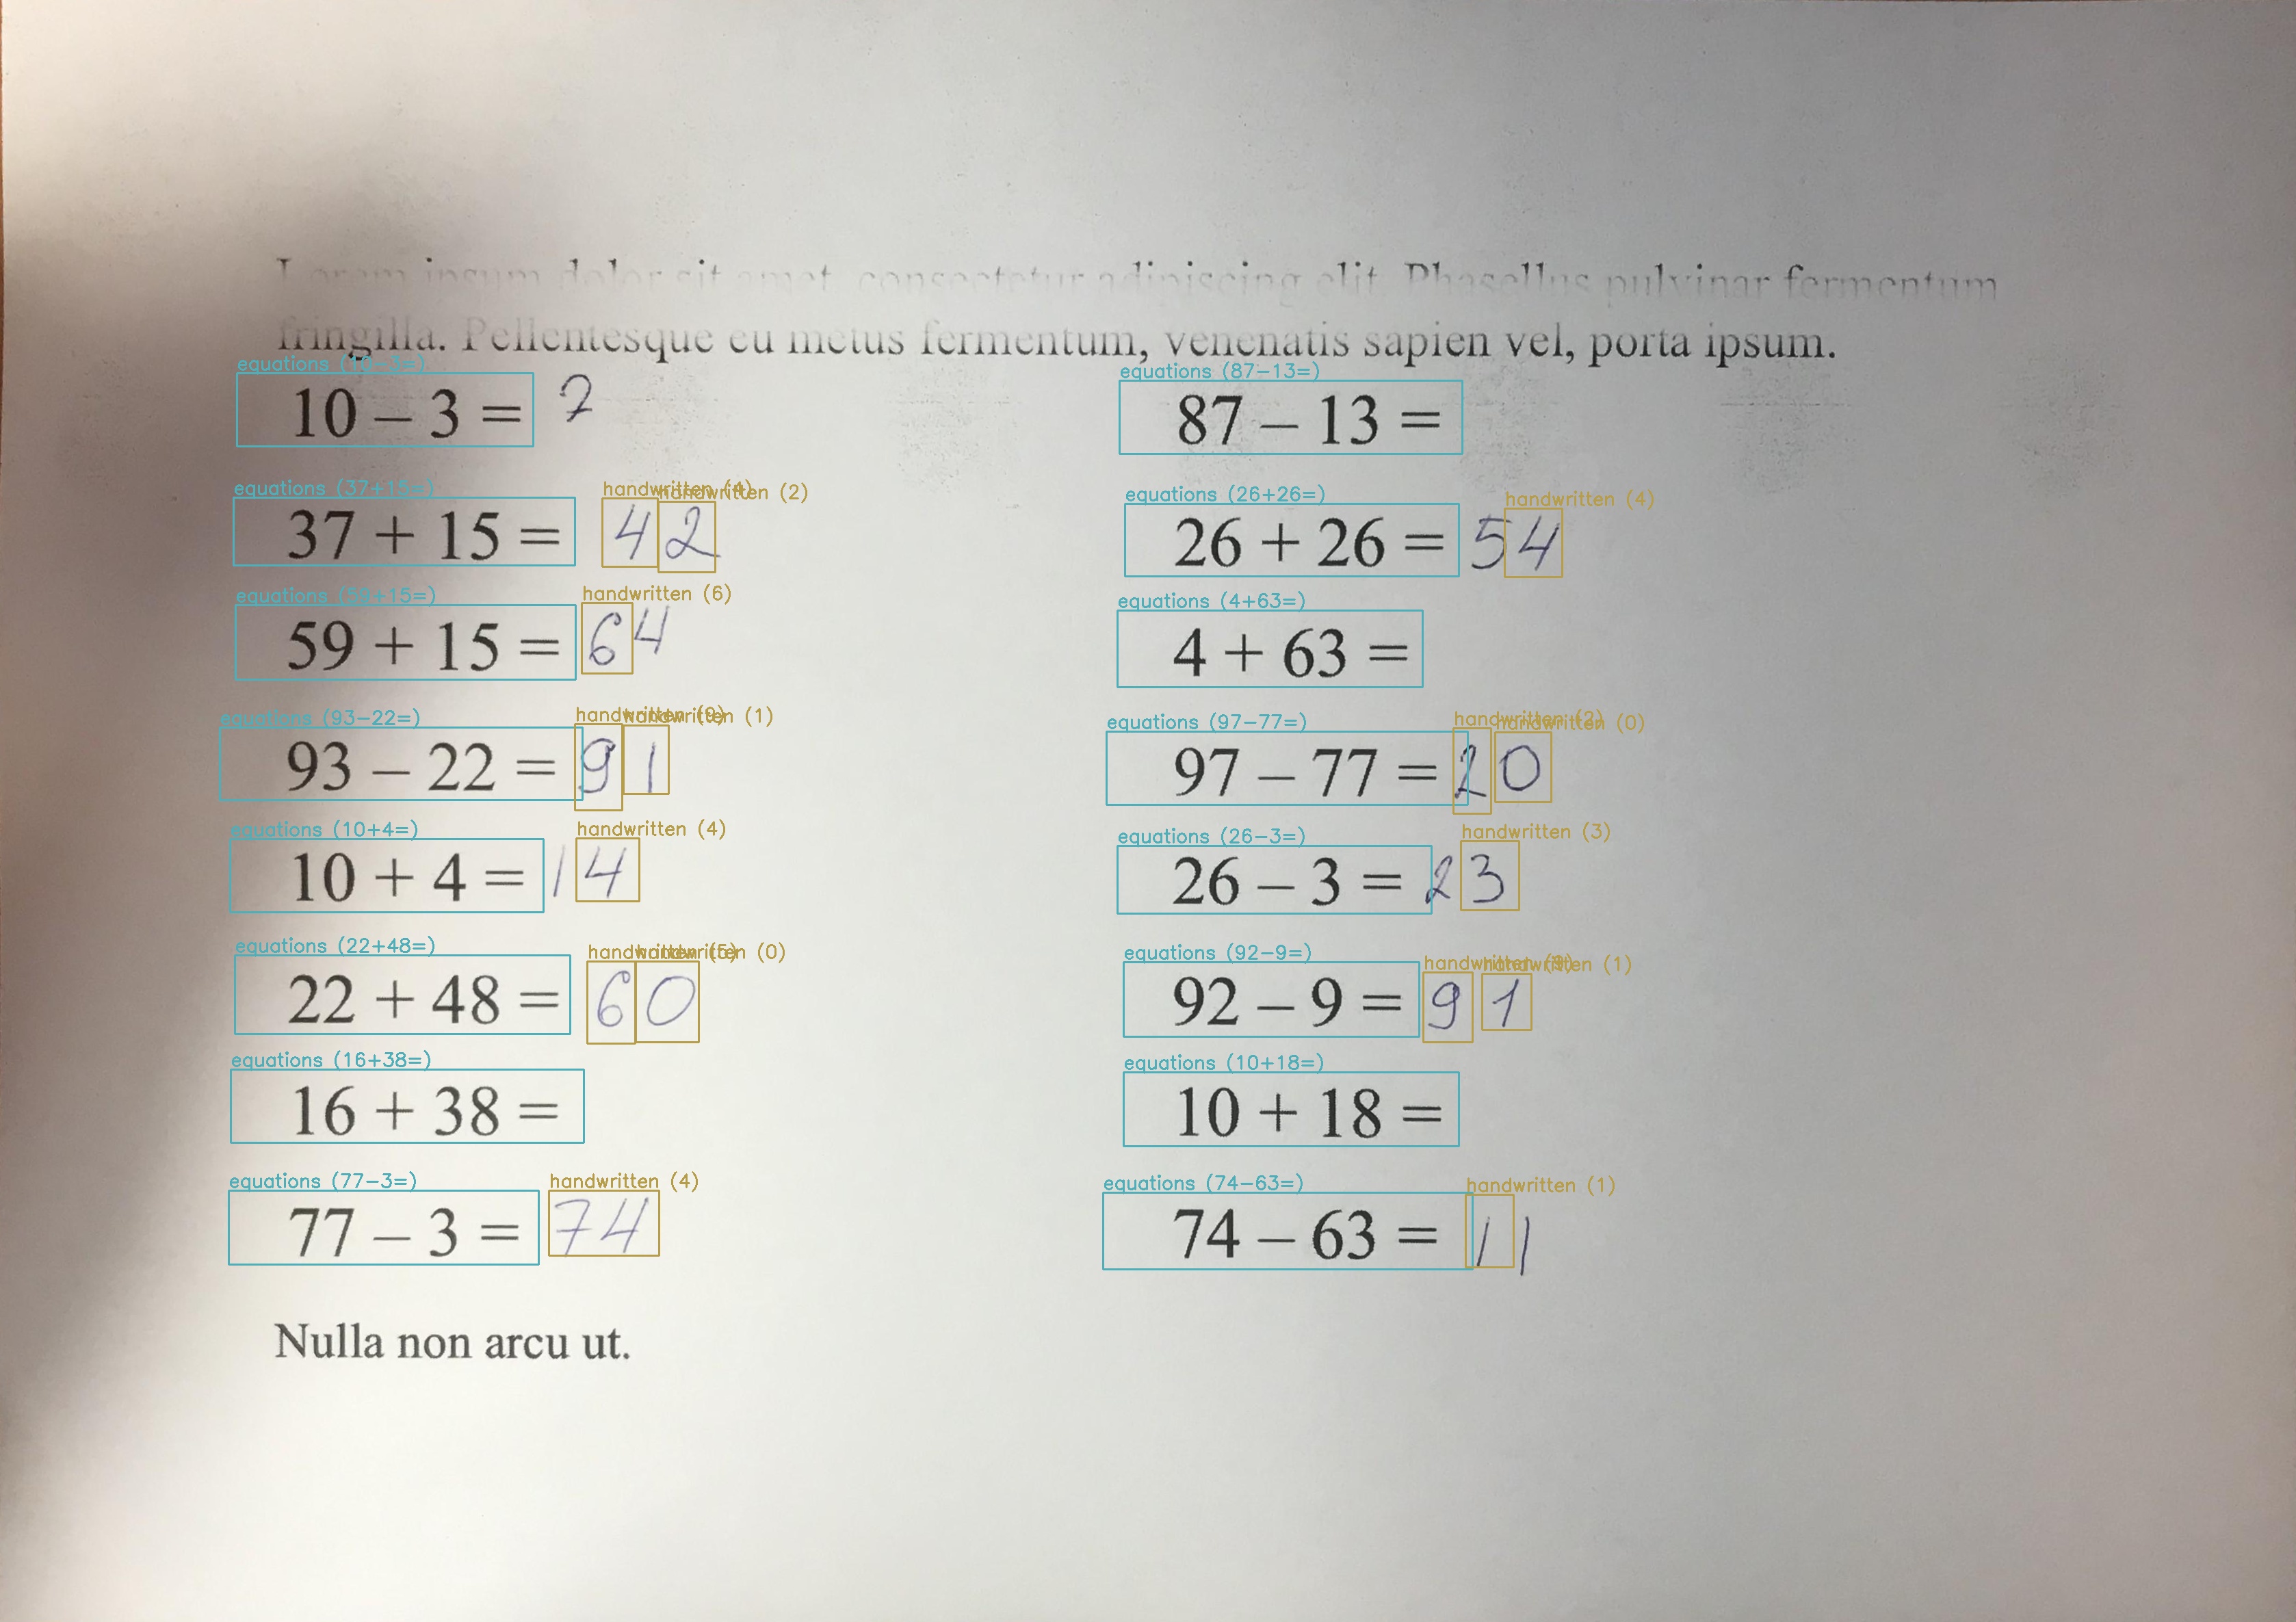 Lorem ipsum dolor sit amet, consectetur adipiscing elit. Phasellus pulvinar fermentum
fringilla. Pellentesque eu metus fermentum, venenatis sapien vel, porta ipsum.
equations (10-3=)
10 – 3 = 7
equations (87-13=)
87 – 13 =
equations (37+15=) handwritten (4) handwritten (2)
37 + 15 = 42
equations (26+26=) handwritten (4)
26 + 26 = 54
equations (59+15=) handwritten (6)
59 + 15 = 64
equations (4+63=)
4 + 63 =
equations (93-22=) handwritten (9) handwritten (1)
93 – 22 = 91
equations (97-77=) handwritten (2) handwritten (0)
97 – 77 = 20
equations (10+4=) handwritten (4)
10 + 4 = 14
equations (26-3=) handwritten (3)
26 – 3 = 23
equations (22+48=) handwritten handwritten (0)
22 + 48 = 60
equations (92-9=) handwritten (9) handwritten (1)
92 – 9 = 91
equations (16+38=)
16 + 38 =
equations (10+18=)
10 + 18 =
equations (77-3=) handwritten (4)
77 – 3 = 74
equations (74-63=) handwritten (1)
74 – 63 = 11
Nulla non arcu ut.